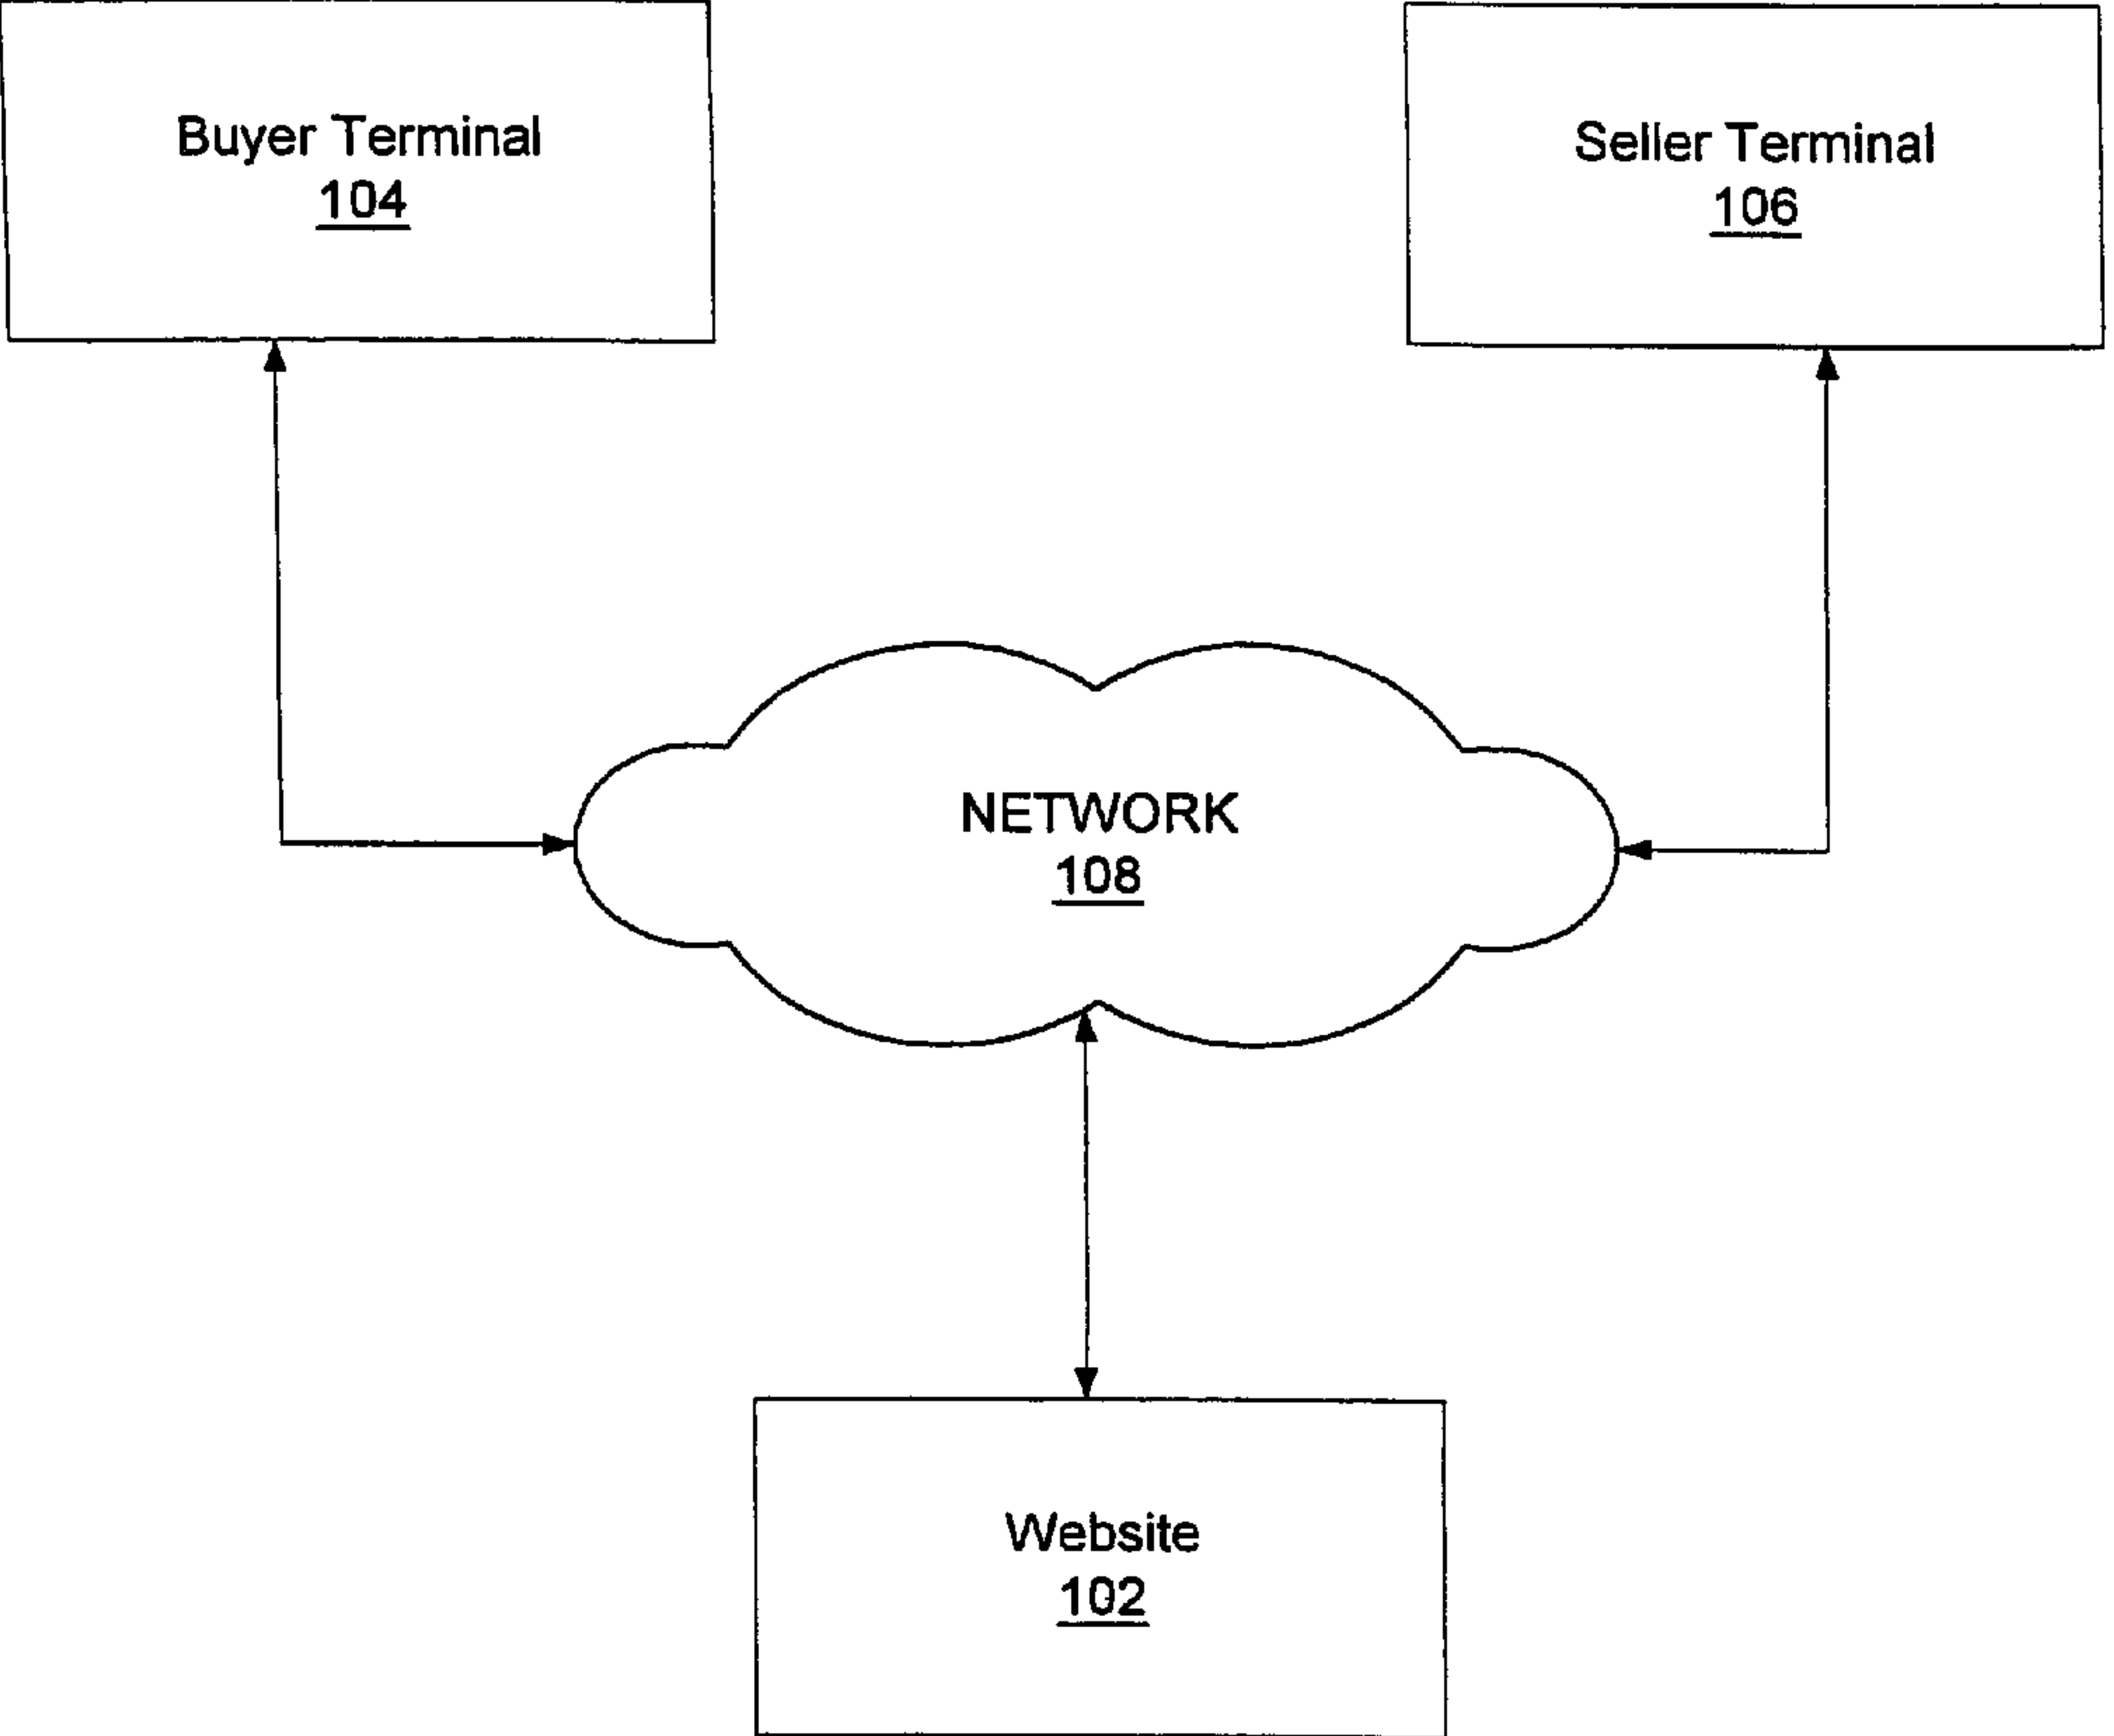 Buyer Terminal
104
Seller Terminal
106
NETWORK
108
Website
102